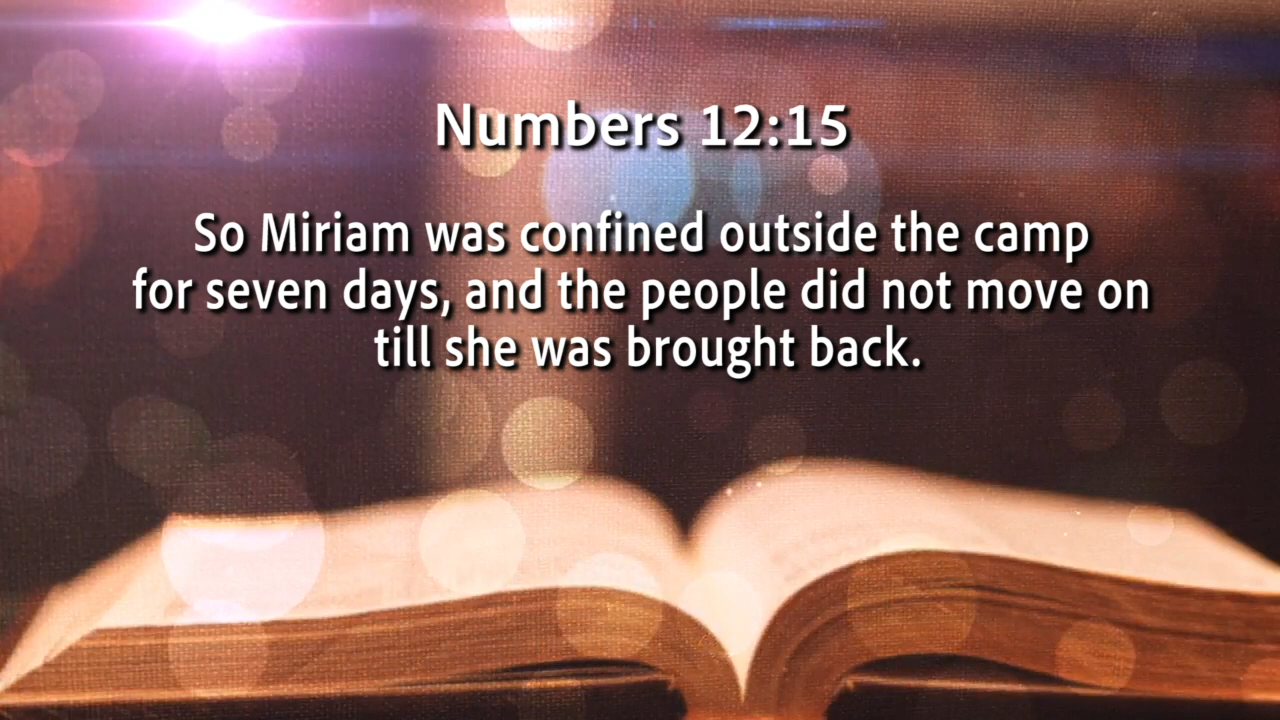 Numbers 12:15
So Miriam was confined outside the camp
for seven days, and the people did not move on
till she was brought back.